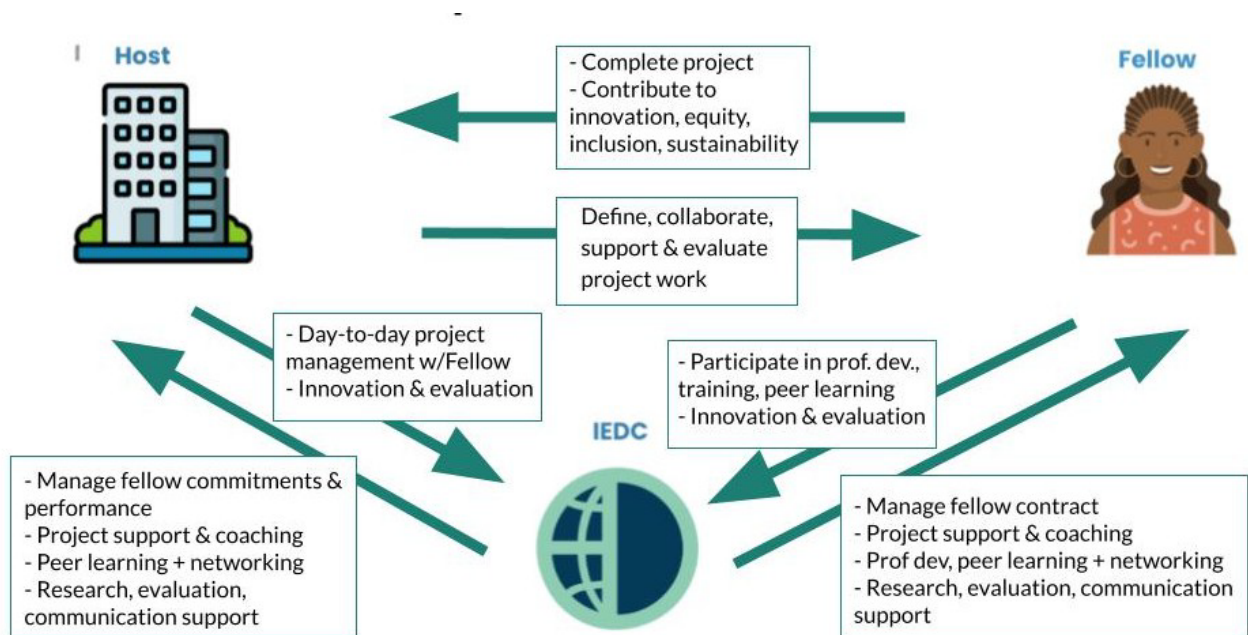 Host
Fellow
- Complete project
- Contribute to
innovation, equity,
inclusion, sustainability
Define, collaborate,
support & evaluate
project work
- Day-to-day project
management w/Fellow
- Innovation & evaluation
- Participate in prof. dev.,
training, peer learning
- Innovation & evaluation
IEDC
- Manage fellow commitments &
performance
- Project support & coaching
- Peer learning + networking
- Research, evaluation,
communication support
- Manage fellow contract
- Project support & coaching
- Prof dev, peer learning + networking
- Research, evaluation, communication
support